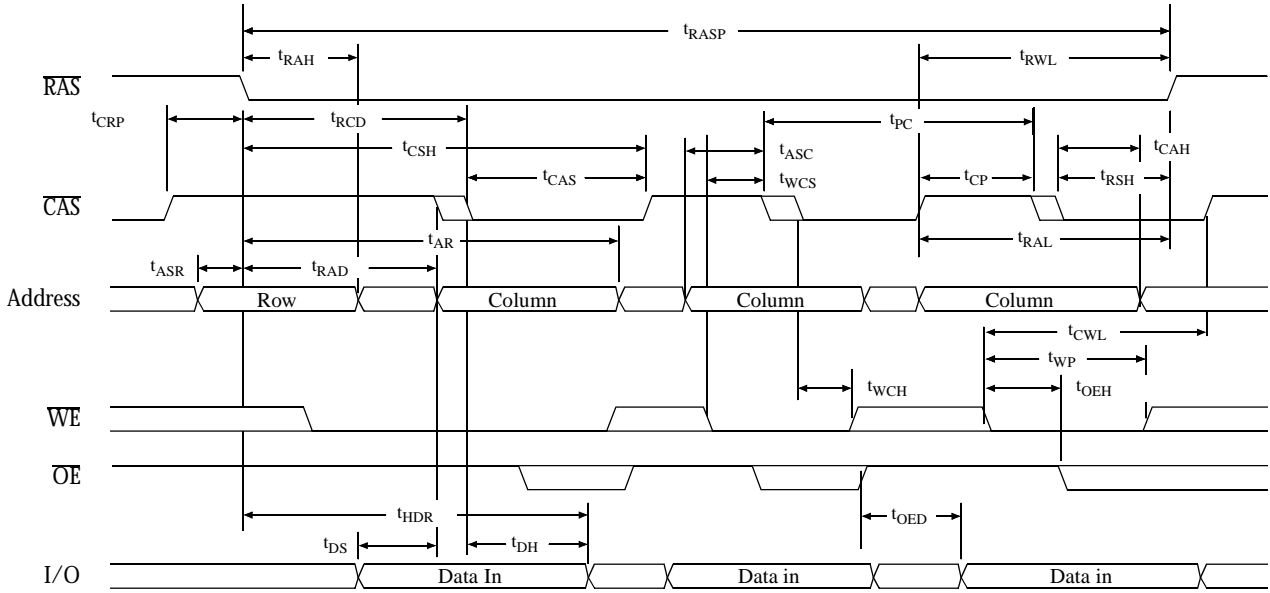 tRASP
tRAH
tRWL
RAS
tCRP
tRCD
tPC
tCSH
tASC
tCAH
tCAS
tWCS
tCP
tRSH
CAS
tAR
tRAL
tASR
tRAD
Address
Row
Column
Column
Column
tCWL
tWP
tWCH
tOEH
WE
OE
tHDR
tOED
tDS
tDH
I/O
Data In
Data in
Data in